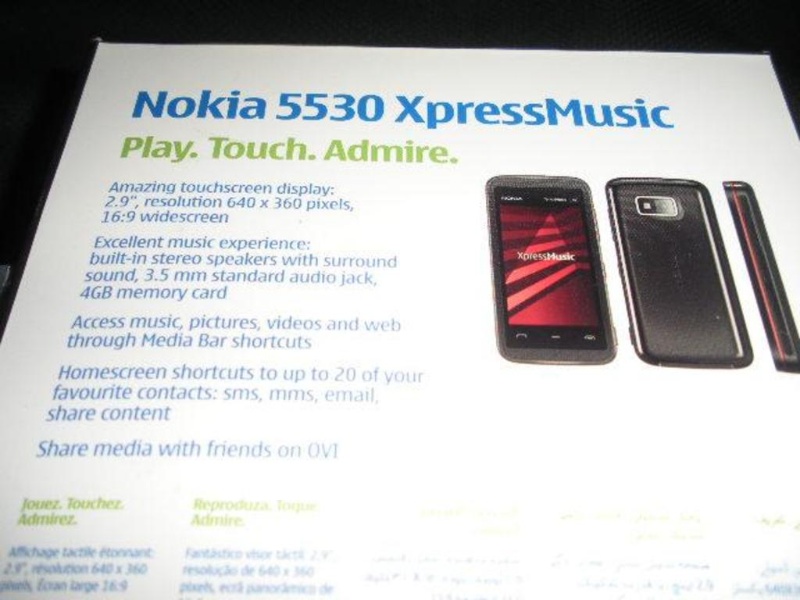 Nokia 5530 XpressMusic
Play. Touch. Admire.
Amazing touchscreen display:
2.9", resolution 640 x 360 pixels,
16:9 widescreen
Excellent music experience:
built-in stereo speakers with surround
sound, 3.5 mm standard audio jack,
4GB memory card
Access music, pictures, videos and web
through Media Bar shortcuts
Homescreen shortcuts to up to 20 of your
favourite contacts: sms, mms, email,
share content
Share media with friends on OVI
NOKIA
XpressMusic
Jouez. Touchez.
Admirez.
Affichage tactile étonnant:
2.9", résolution 640 x 360
pixels, Écran large 16:9
Reproduza. Toque.
Admire.
Fantástico visor táctil: 2.9",
resolução de 640 x 360
pixels, ecrã panorâmico de